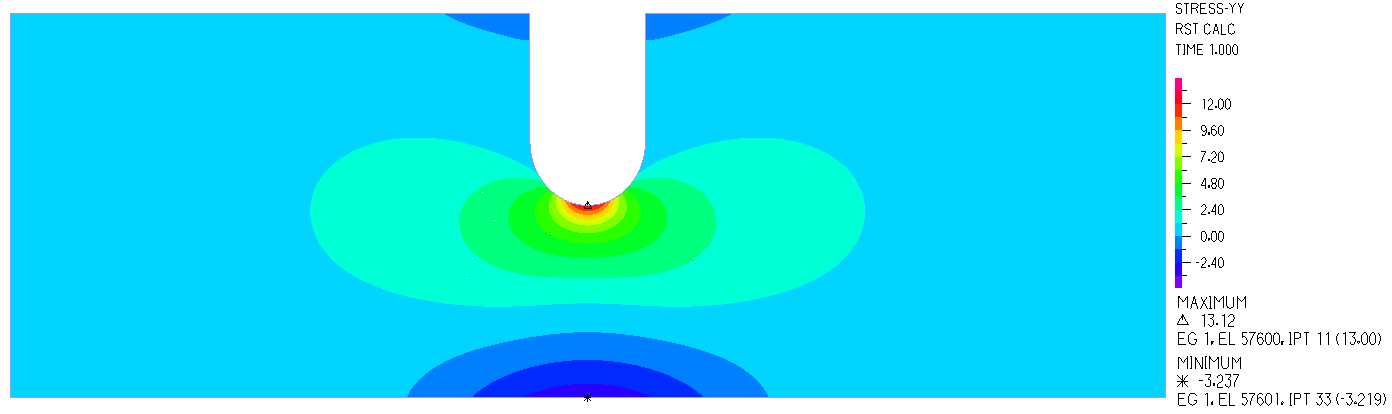 STRESS-YY
RST CALC
TIME 1.000
12.00
9.60
7.20
4.80
2.40
0.00
-2.40
MAXIMUM
△ 13.12
EG 1, EL 57600, IPT 11 (13.00)
MINIMUM
✳ -3.237
EG 1, EL 57601, IPT 33 (-3.219)